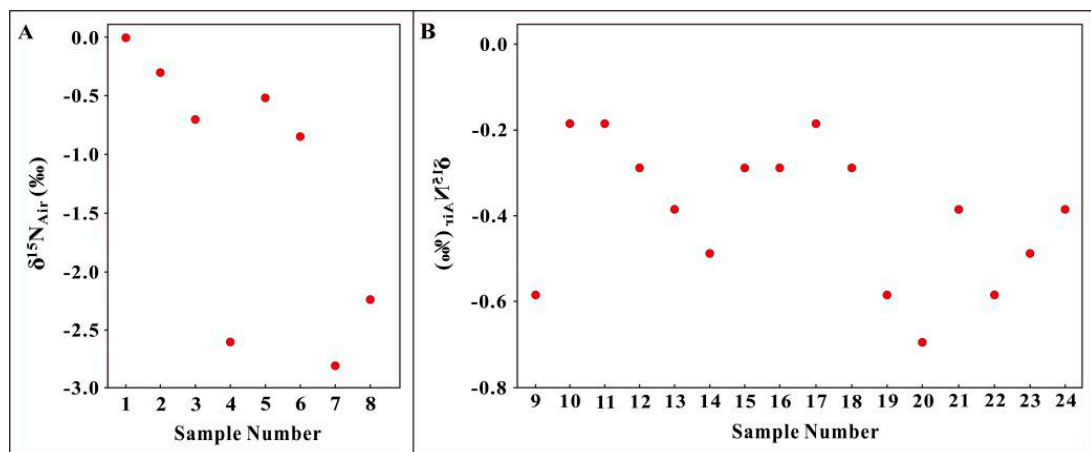 A
0.0
-0.5
-1.0
-1.5
-2.0
-2.5
-3.0
δ¹⁵N_Air (‰)
1 2 3 4 5 6 7 8
Sample Number
B
0.0
-0.2
-0.4
-0.6
-0.8
δ¹⁵N_Air (‰)
9 10 11 12 13 14 15 16 17 18 19 20 21 22 23 24
Sample Number